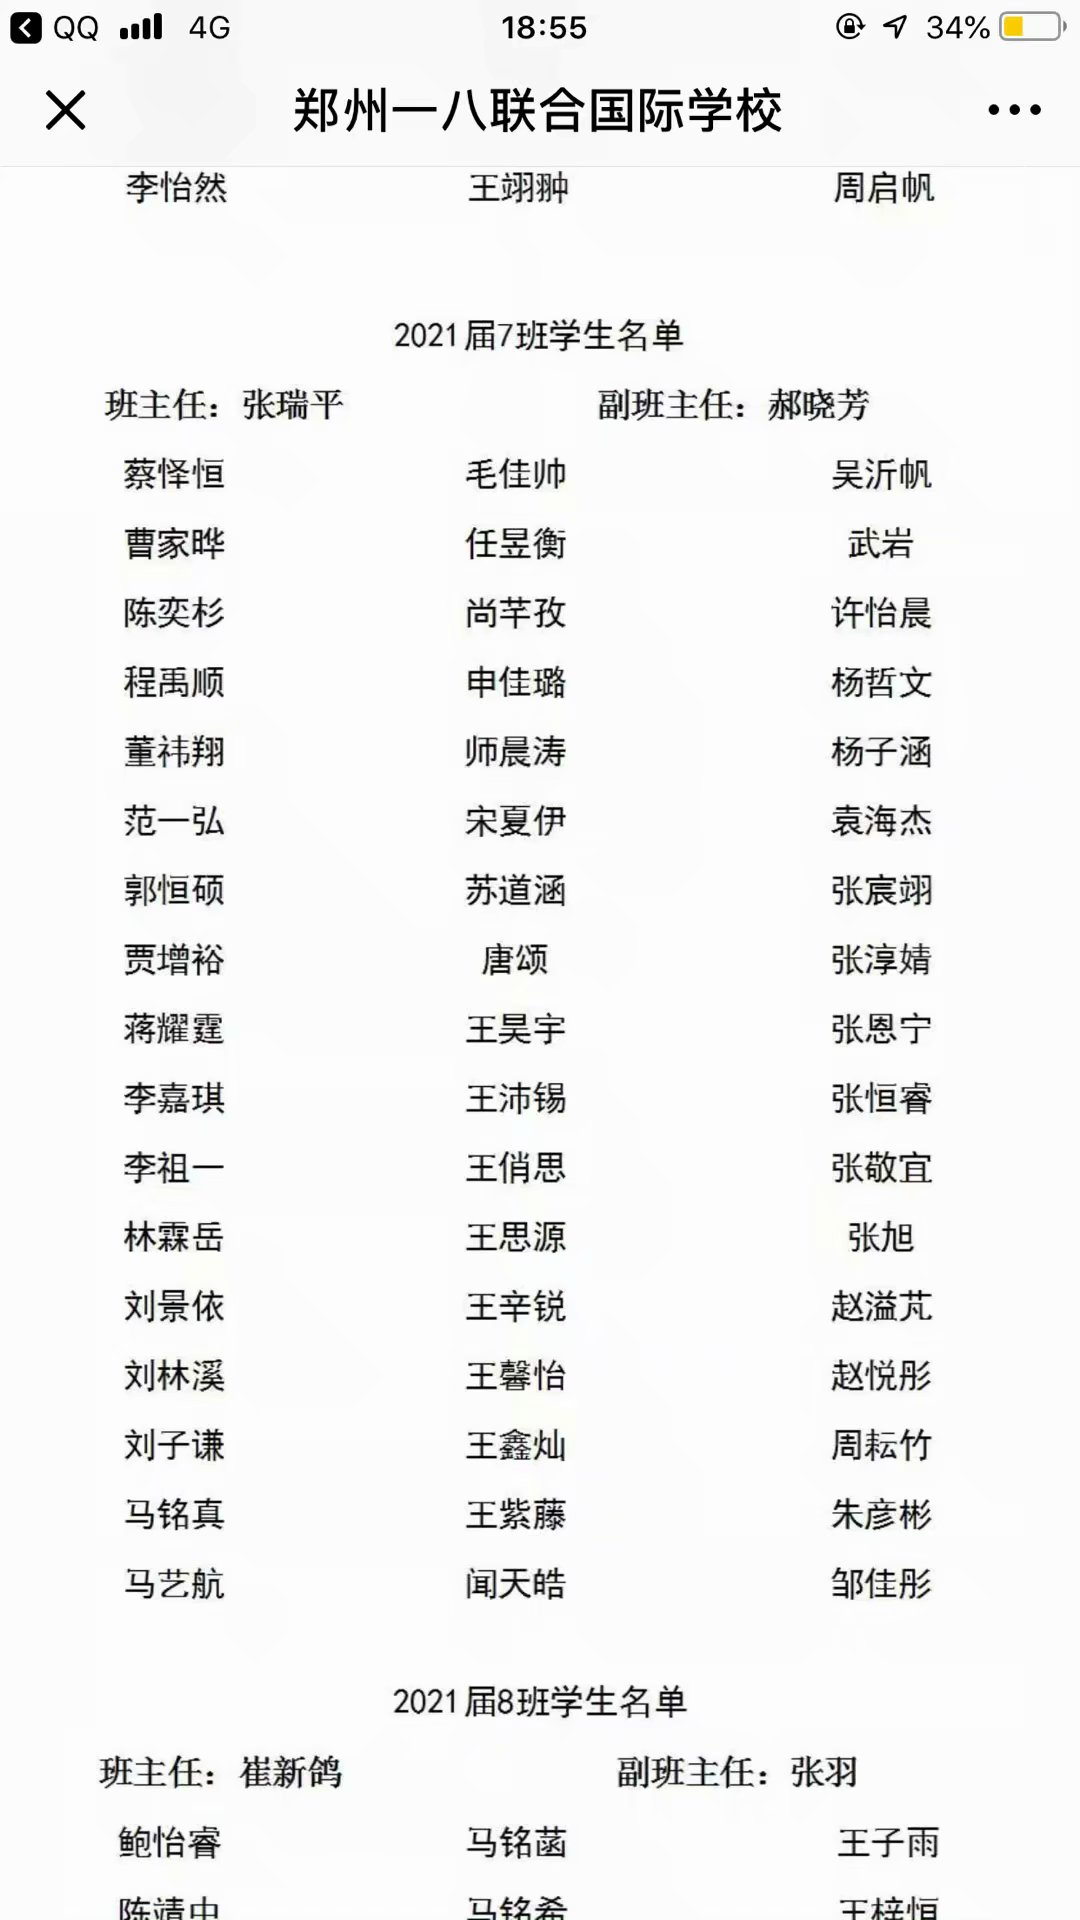 QQ 4G 18:55 34%
郑州一八联合国际学校
李怡然 王翊翀 周启帆
2021届7班学生名单
班主任：张瑞平 副班主任：郝晓芳
蔡怿恒 毛佳帅 吴沂帆
曹家晔 任昱衡 武岩
陈奕杉 尚芊孜 许怡晨
程禹顺 申佳璐 杨哲文
董祎翔 师晨涛 杨子涵
范一弘 宋夏伊 袁海杰
郭恒硕 苏道涵 张宸翊
贾增裕 唐颂 张淳婧
蒋耀霆 王昊宇 张恩宁
李嘉琪 王沛锡 张恒睿
李祖一 王俏思 张敬宜
林霖岳 王思源 张旭
刘景依 王辛锐 赵溢芃
刘林溪 王馨怡 赵悦彤
刘子谦 王鑫灿 周耘竹
马铭真 王紫藤 朱彦彬
马艺航 闻天皓 邹佳彤
2021届8班学生名单
班主任：崔新鸽 副班主任：张羽
鲍怡睿 马铭菡 王子雨
陈靖中 马铭希 王梓恒